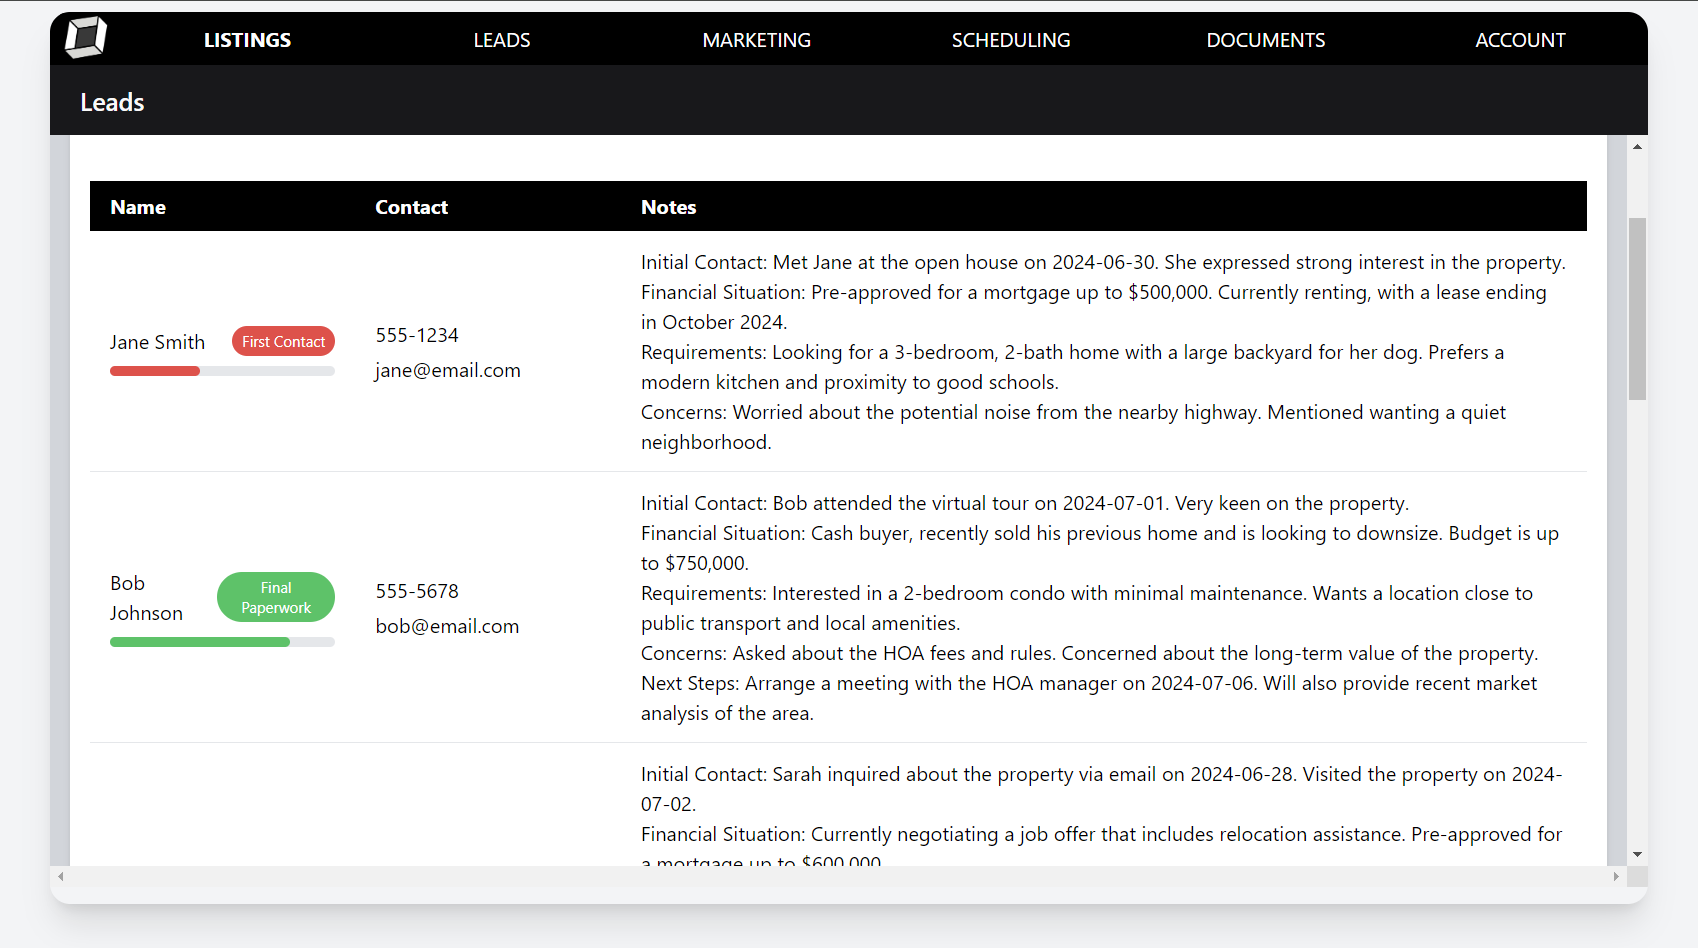 LISTINGS LEADS MARKETING SCHEDULING DOCUMENTS ACCOUNT
Leads
Name Contact Notes
Jane Smith First Contact
555-1234
jane@email.com
Initial Contact: Met Jane at the open house on 2024-06-30. She expressed strong interest in the property.
Financial Situation: Pre-approved for a mortgage up to $500,000. Currently renting, with a lease ending
in October 2024.
Requirements: Looking for a 3-bedroom, 2-bath home with a large backyard for her dog. Prefers a
modern kitchen and proximity to good schools.
Concerns: Worried about the potential noise from the nearby highway. Mentioned wanting a quiet
neighborhood.
Bob
Johnson
Final
Paperwork
555-5678
bob@email.com
Initial Contact: Bob attended the virtual tour on 2024-07-01. Very keen on the property.
Financial Situation: Cash buyer, recently sold his previous home and is looking to downsize. Budget is up
to $750,000.
Requirements: Interested in a 2-bedroom condo with minimal maintenance. Wants a location close to
public transport and local amenities.
Concerns: Asked about the HOA fees and rules. Concerned about the long-term value of the property.
Next Steps: Arrange a meeting with the HOA manager on 2024-07-06. Will also provide recent market
analysis of the area.
Initial Contact: Sarah inquired about the property via email on 2024-06-28. Visited the property on 2024-
07-02.
Financial Situation: Currently negotiating a job offer that includes relocation assistance. Pre-approved for
a mortgage up to $600,000